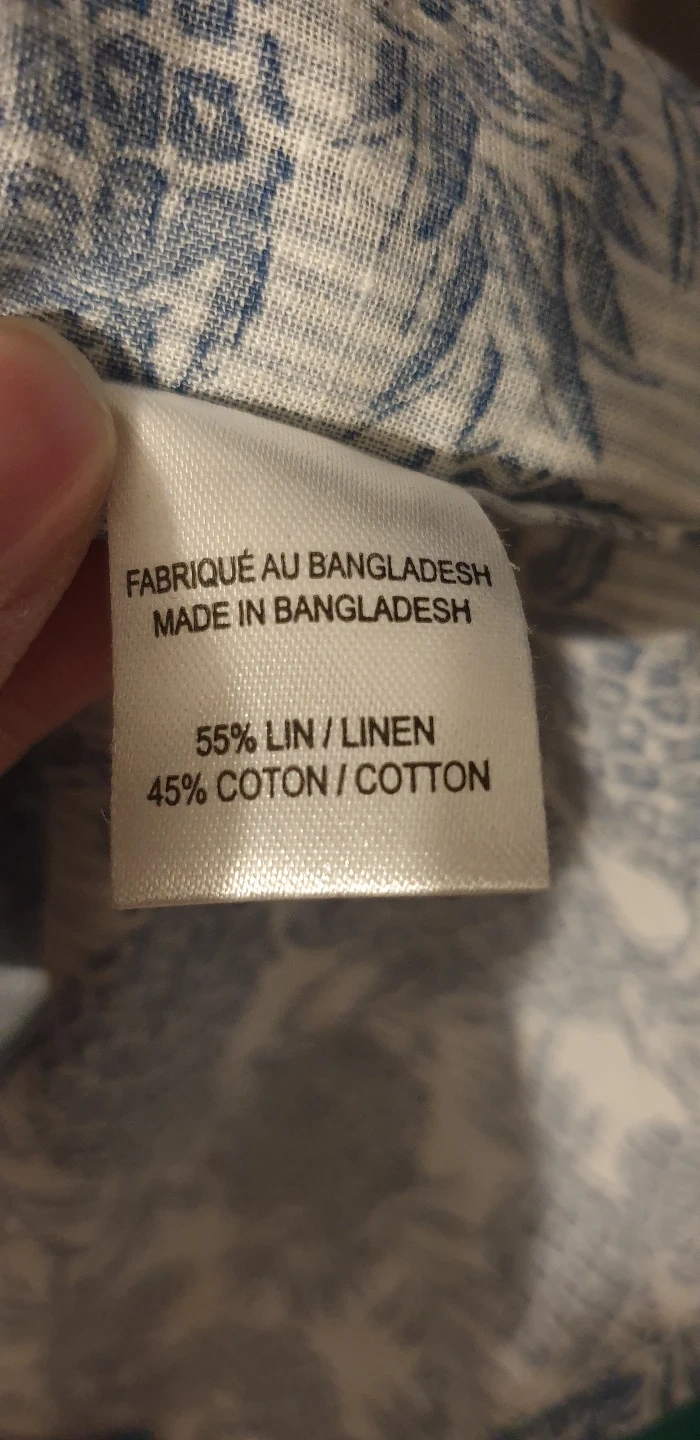 FABRIQUÉ AU BANGLADESH
MADE IN BANGLADESH
55% LIN / LINEN
45% COTON / COTTON